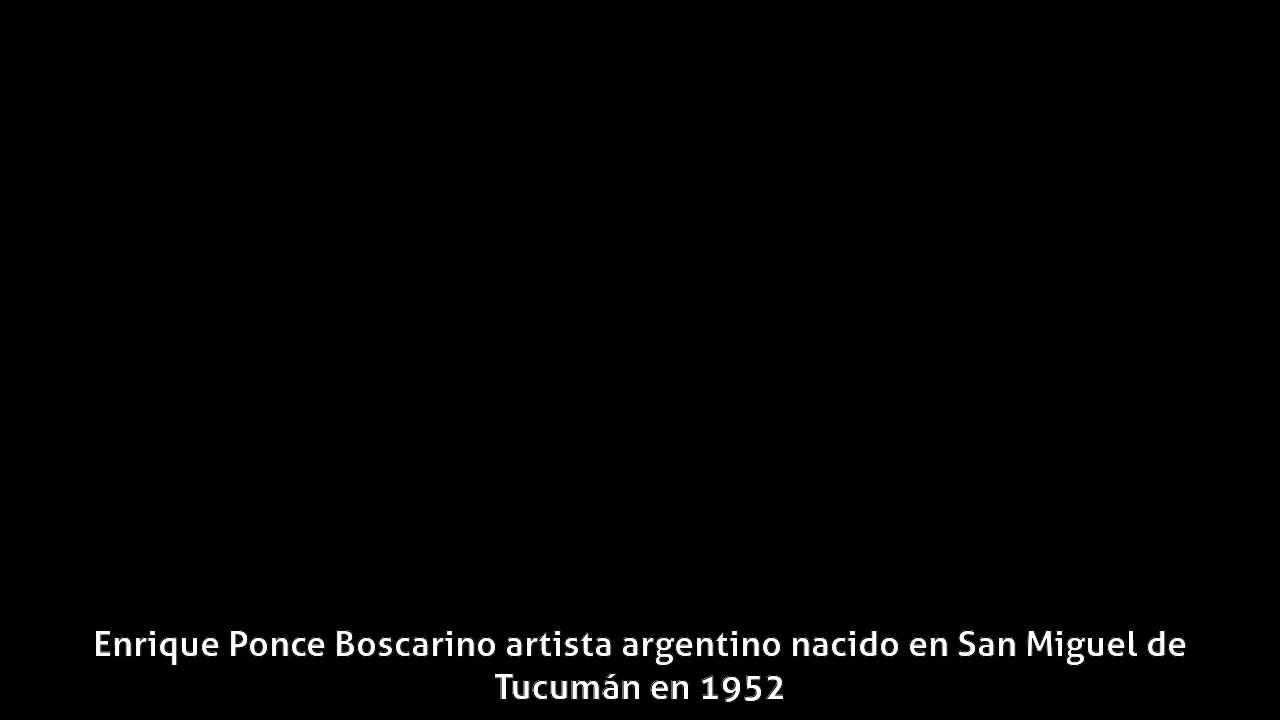 Enrique Ponce Boscarino artista argentino nacido en San Miguel de
Tucumán en 1952